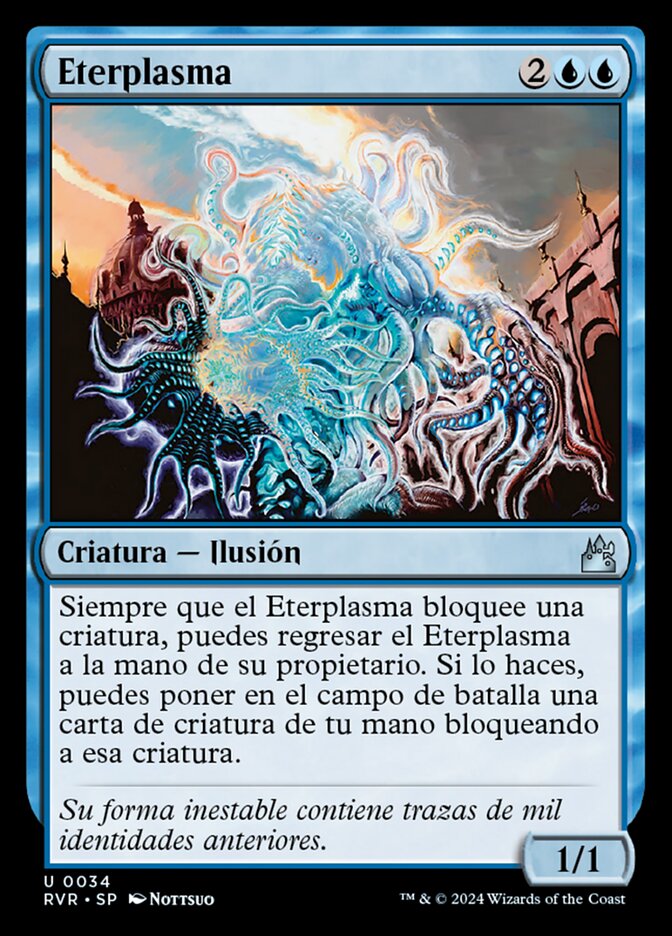 Eterplasma
2
Criatura — Ilusión
Siempre que el Eterplasma bloquee una
criatura, puedes regresar el Eterplasma
a la mano de su propietario. Si lo haces,
puedes poner en el campo de batalla una
carta de criatura de tu mano bloqueando
a esa criatura.
Su forma inestable contiene trazas de mil
identidades anteriores.
1/1
U 0034
RVR • SP Nottsuo
™ & © 2024 Wizards of the Coast